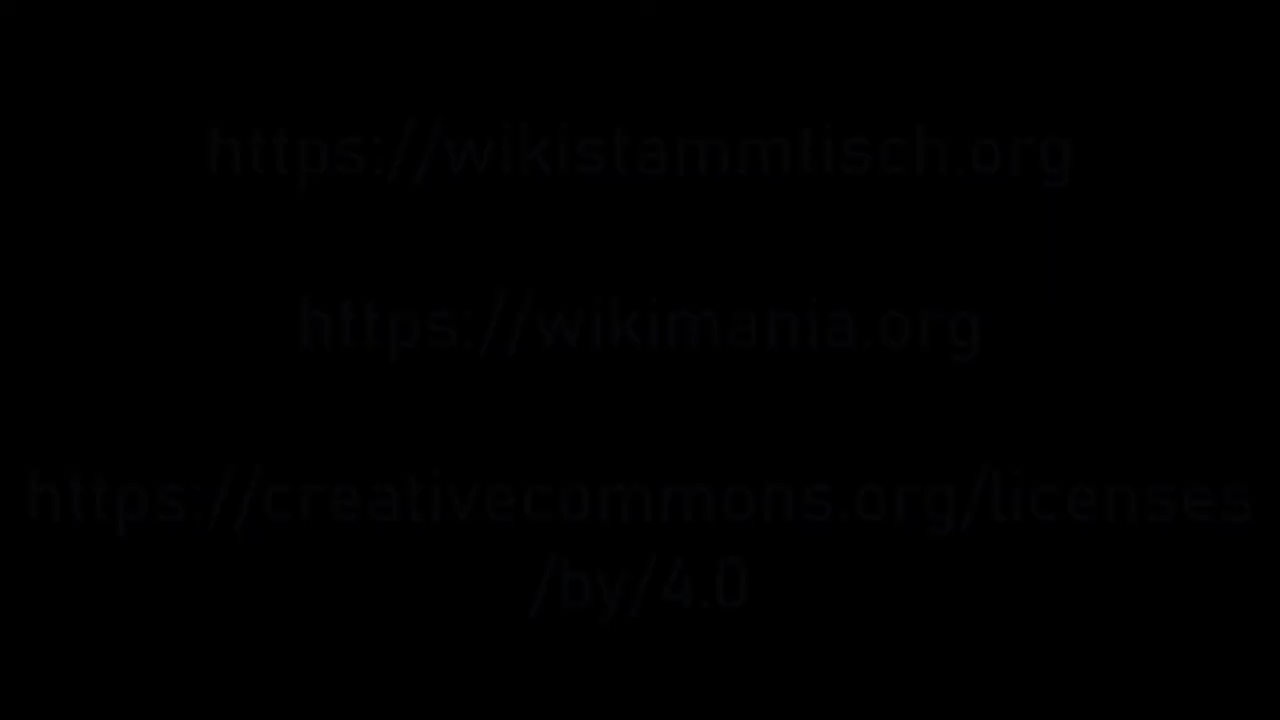 https://wikistammtisch.org
https://wikimania.org
https://creativecommons.org/licenses
/by/4.0